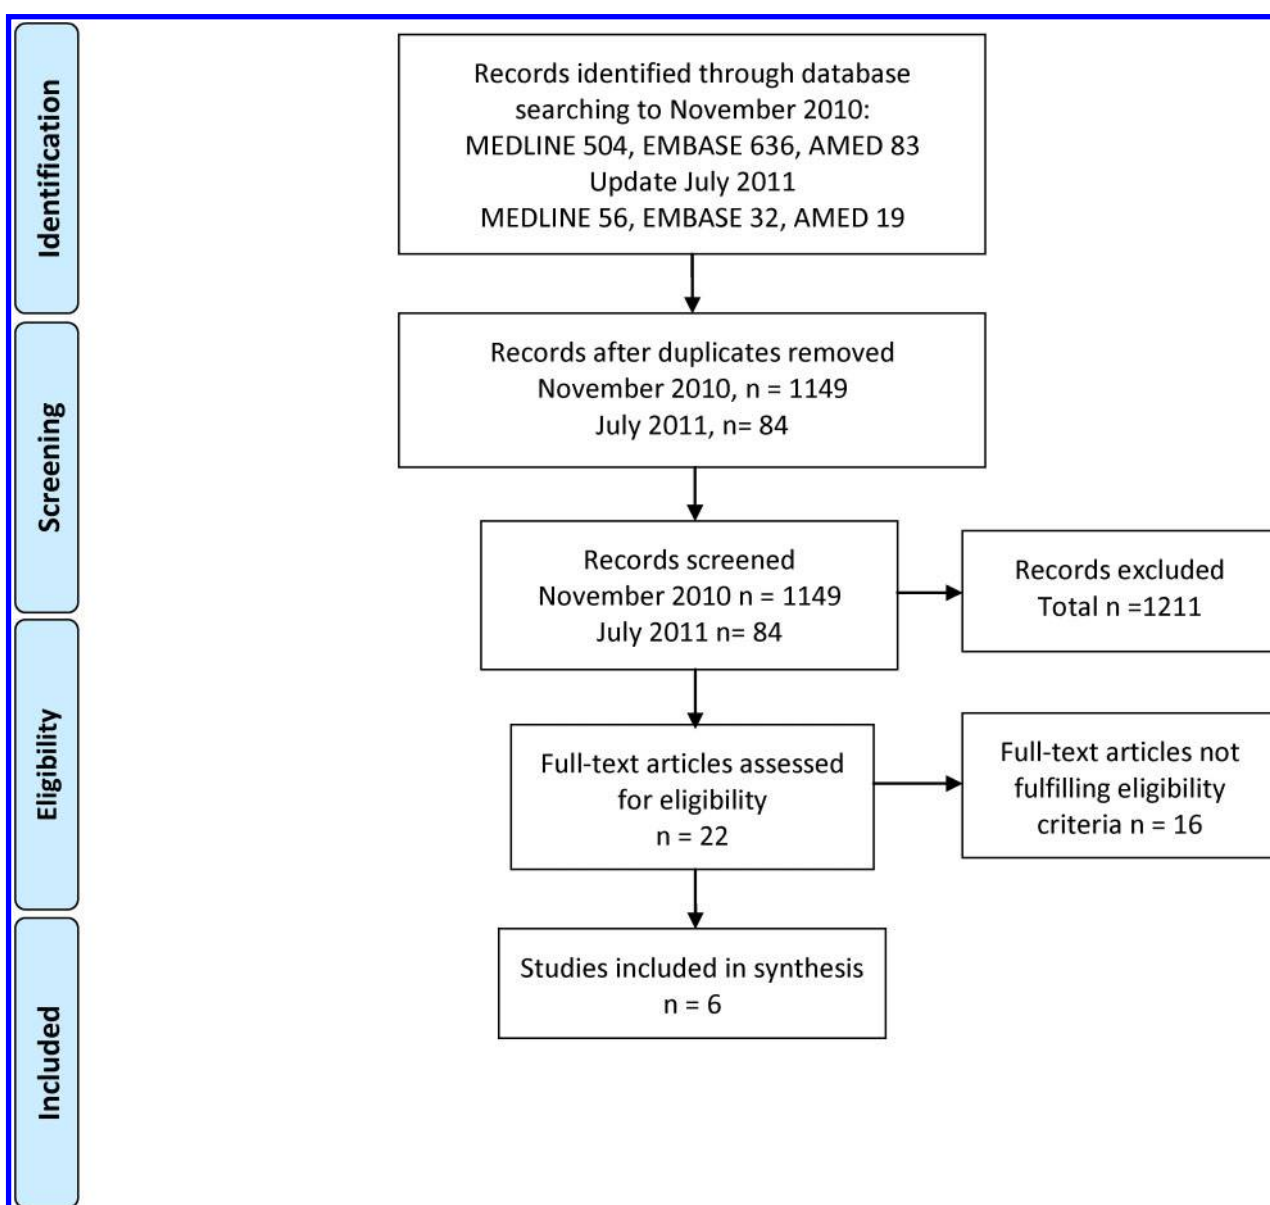 Identification
Records identified through database
searching to November 2010:
MEDLINE 504, EMBASE 636, AMED 83
Update July 2011
MEDLINE 56, EMBASE 32, AMED 19
Screening
Records after duplicates removed
November 2010, n = 1149
July 2011, n= 84
Records screened
November 2010 n = 1149
July 2011 n= 84
Records excluded
Total n =1211
Eligibility
Full-text articles assessed
for eligibility
n = 22
Full-text articles not
fulfilling eligibility
criteria n = 16
Included
Studies included in synthesis
n = 6